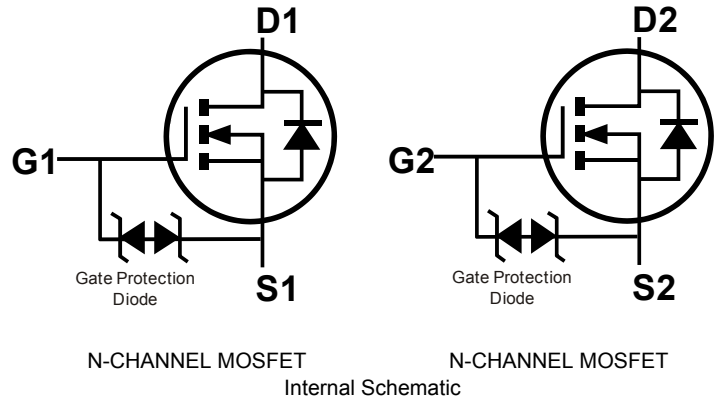 D1
D2
G1
G2
Gate Protection
Diode
S1
Gate Protection
Diode
S2
N-CHANNEL MOSFET
N-CHANNEL MOSFET
Internal Schematic